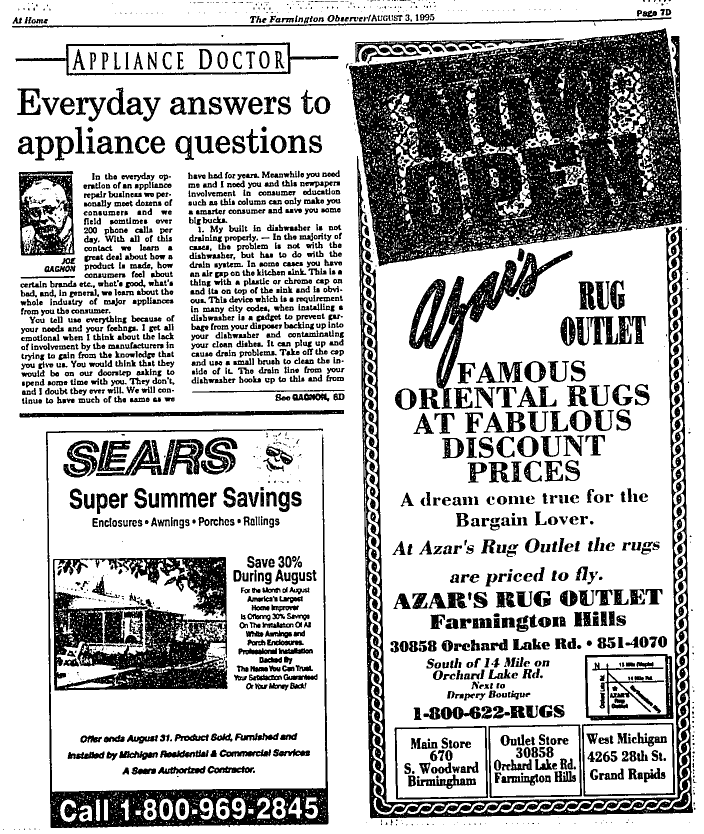 At Home
The Farmington Observer/AUGUST 3, 1995
Page 7D
APPLIANCE DOCTOR
Everyday answers to
appliance questions
JOE
GAGNON
In the everyday op-
eration of an appliance
repair business we per-
sonally meet dozens of
consumers and we
field somtimes over
200 phone calls per
day. With all of this
contact we learn a
great deal about how a
product is made, how
consumers feel about
certain brands etc., what's good, what's
bad, and, in general, we learn about the
whole industry of major appliances
from you the consumer.
You tell use everything because of
your needs and your feelings. I get all
emotional when I think about the lack
of involvement by the manufacturers in
trying to gain from the knowledge that
you give us. You would think that they
would be on our doorstep asking to
spend some time with you. They don't,
and I doubt they ever will. We will con-
tinue to have much of the same as we
have had for years. Meanwhile you need
me and I need you and this newspapers
involvement in consumer education
such as this column can only make you
a smarter consumer and save you some
big bucks.
1. My built in dishwasher is not
draining properly. — In the majority of
cases, the problem is not with the
dishwasher, but has to do with the
drain system. In some cases you have
an air gap on the kitchen sink. This is a
thing with a plastic or chrome cap on
and its on top of the sink and is obvi-
ous. This device which is a requirement
in many city codes, when installing a
dishwasher is a gadget to prevent gar-
bage from your disposer backing up into
your dishwasher and contaminating
your clean dishes. It can plug up and
cause drain problems. Take off the cap
and use a small brush to clean the in-
side of it. The drain line from your
dishwasher hooks up to this and from
See GAGNON, 6D
SEARS
Super Summer Savings
Enclosures • Awnings • Porches • Railings
Save 30%
During August
For the Month of August
America's Largest
Home Improver
Is Offering 30% Savings
On The Installation Of All
White Awnings and
Porch Enclosures.
Professional Installation
Backed By
The Name You Can Trust.
Your Satisfaction Guaranteed
Or Your Money Back!
Offer ends August 31. Product Sold, Furnished and
Installed by Michigan Residential & Commercial Services
A Sears Authorized Contractor.
Call 1-800-969-2845
NOW
OPEN
Azar's
RUG
OUTLET
FAMOUS
ORIENTAL RUGS
AT FABULOUS
DISCOUNT
PRICES
A dream come true for the
Bargain Lover.
At Azar's Rug Outlet the rugs
are priced to fly.
AZAR'S RUG OUTLET
Farmington Hills
30858 Orchard Lake Rd. • 851-4070
South of 14 Mile on
Orchard Lake Rd.
Next to
Drapery Boutique
1-800-622-RUGS
N
15 Mile (Maple)
14 Mile Rd.
Orchard Lake Rd.
AZAR'S
Rug
Outlet
Main Store
670
S. Woodward
Birmingham
Outlet Store
30858
Orchard Lake Rd.
Farmington Hills
West Michigan
4265 28th St.
Grand Rapids